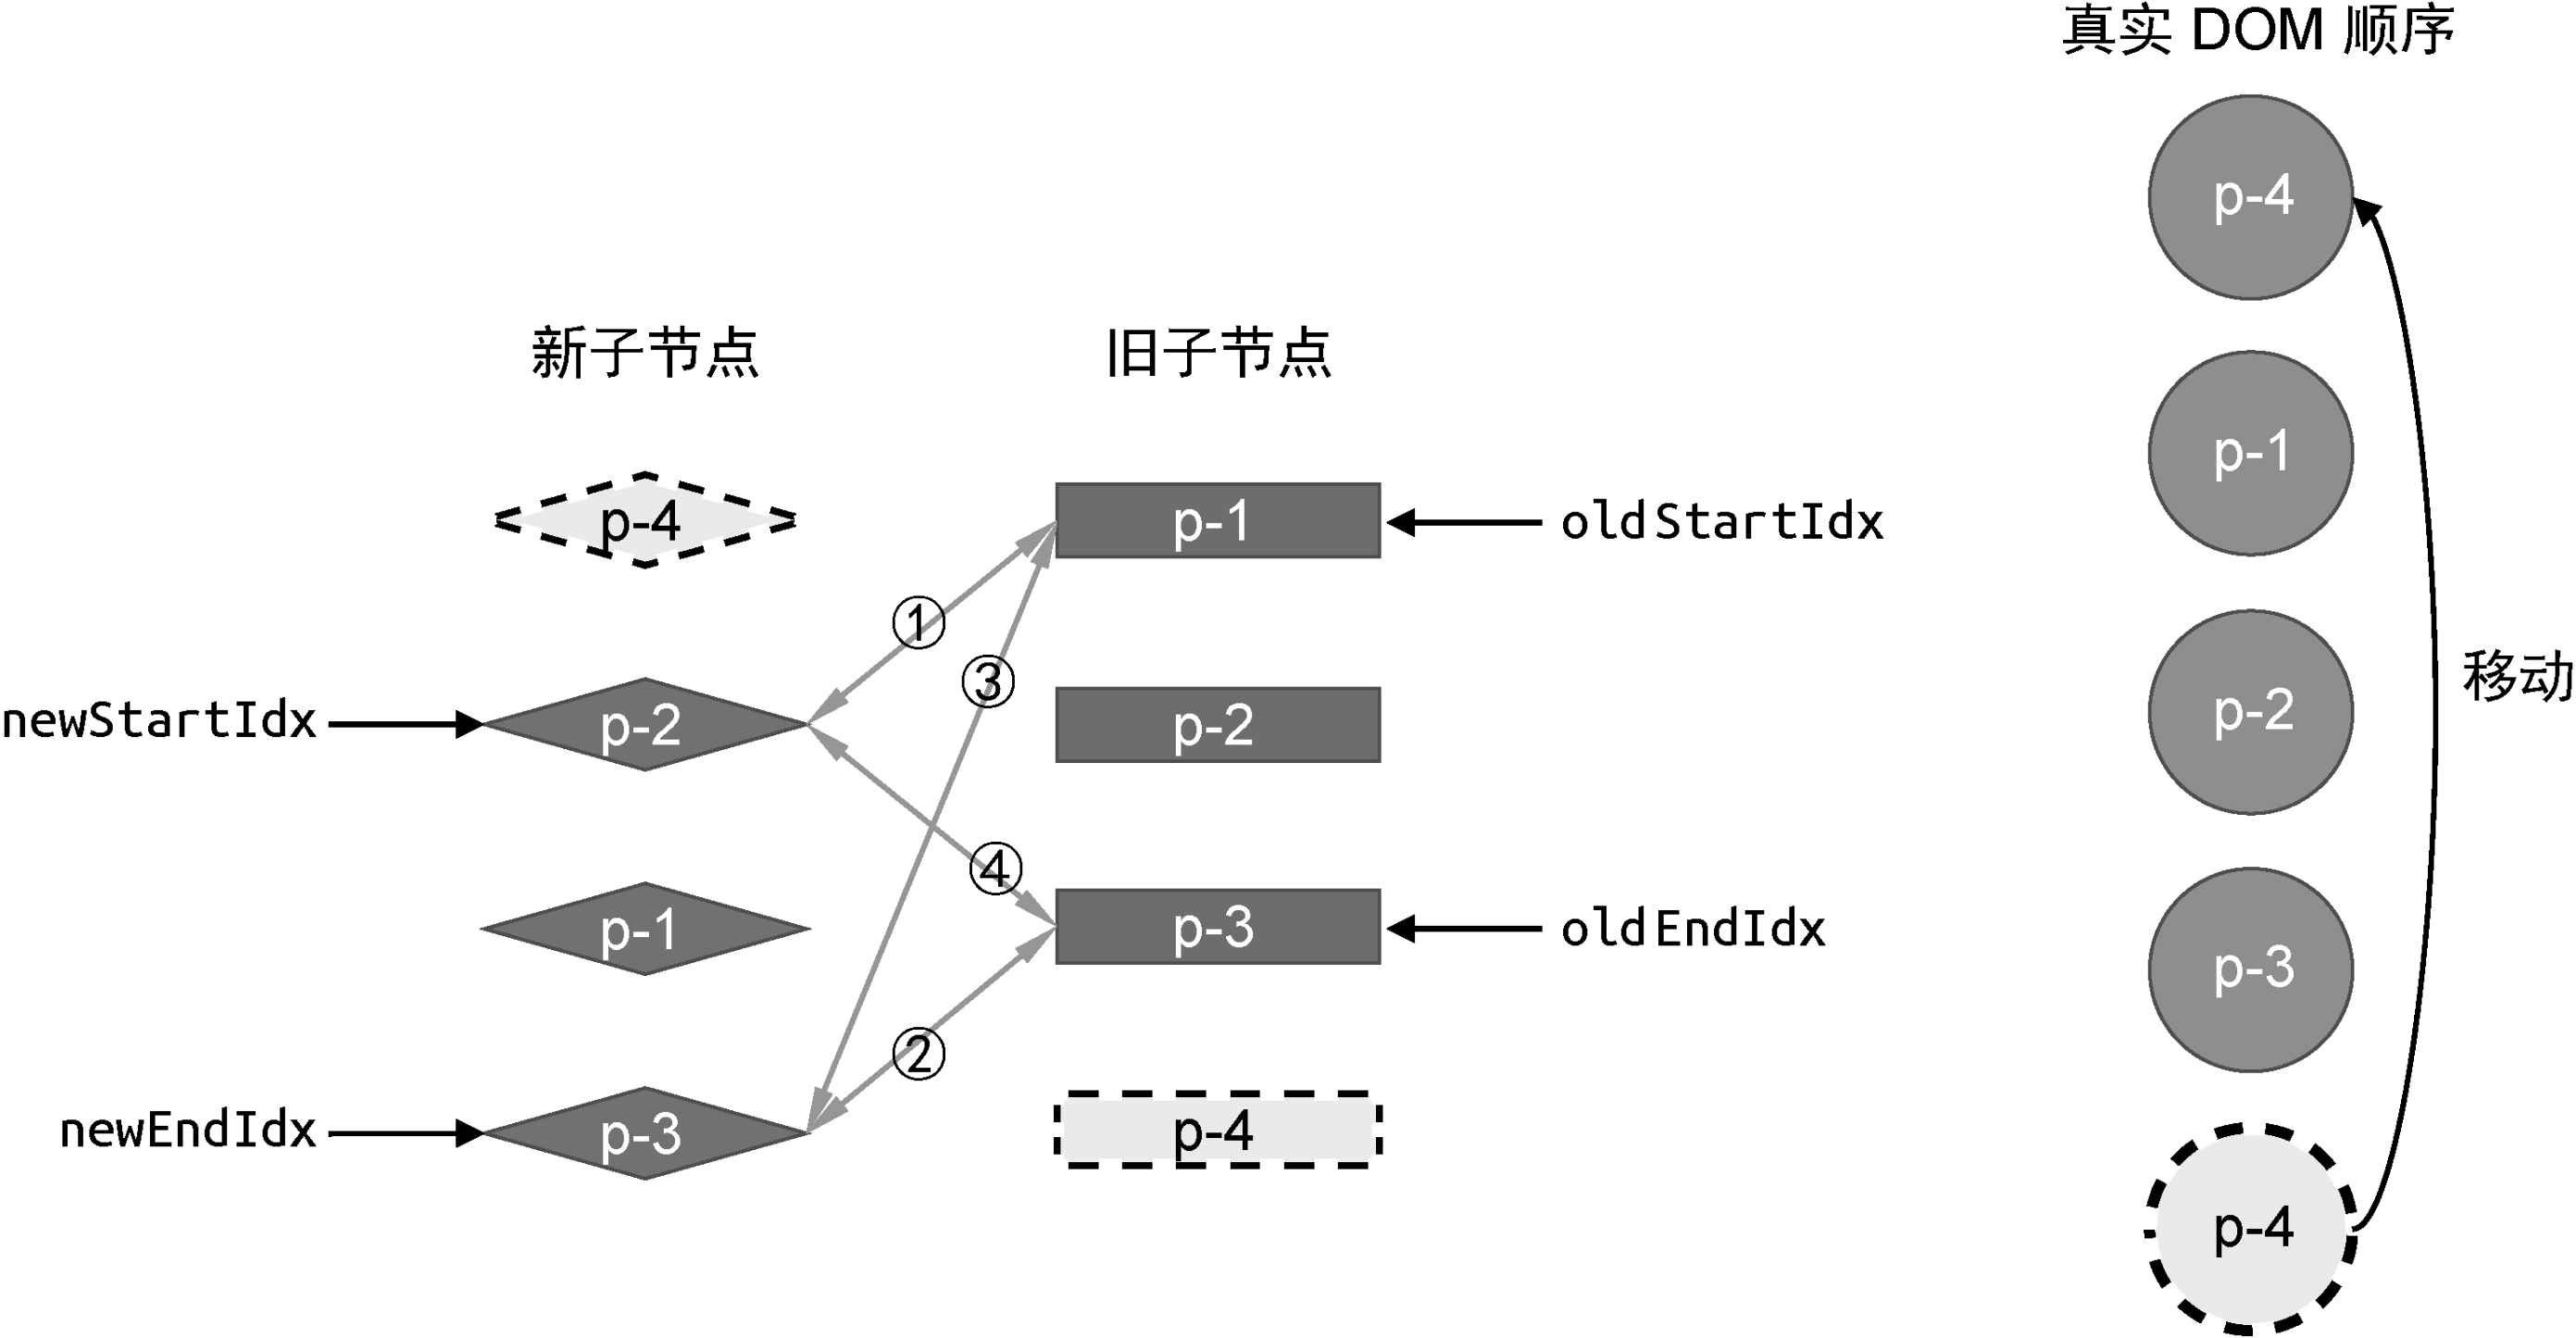 真实 DOM 顺序
p-4
新子节点
旧子节点
p-1
p-4
p-1
oldStartIdx
①
③
移动
newStartIdx
p-2
p-2
p-2
④
p-1
p-3
oldEndIdx
p-3
②
newEndIdx
p-3
p-4
p-4